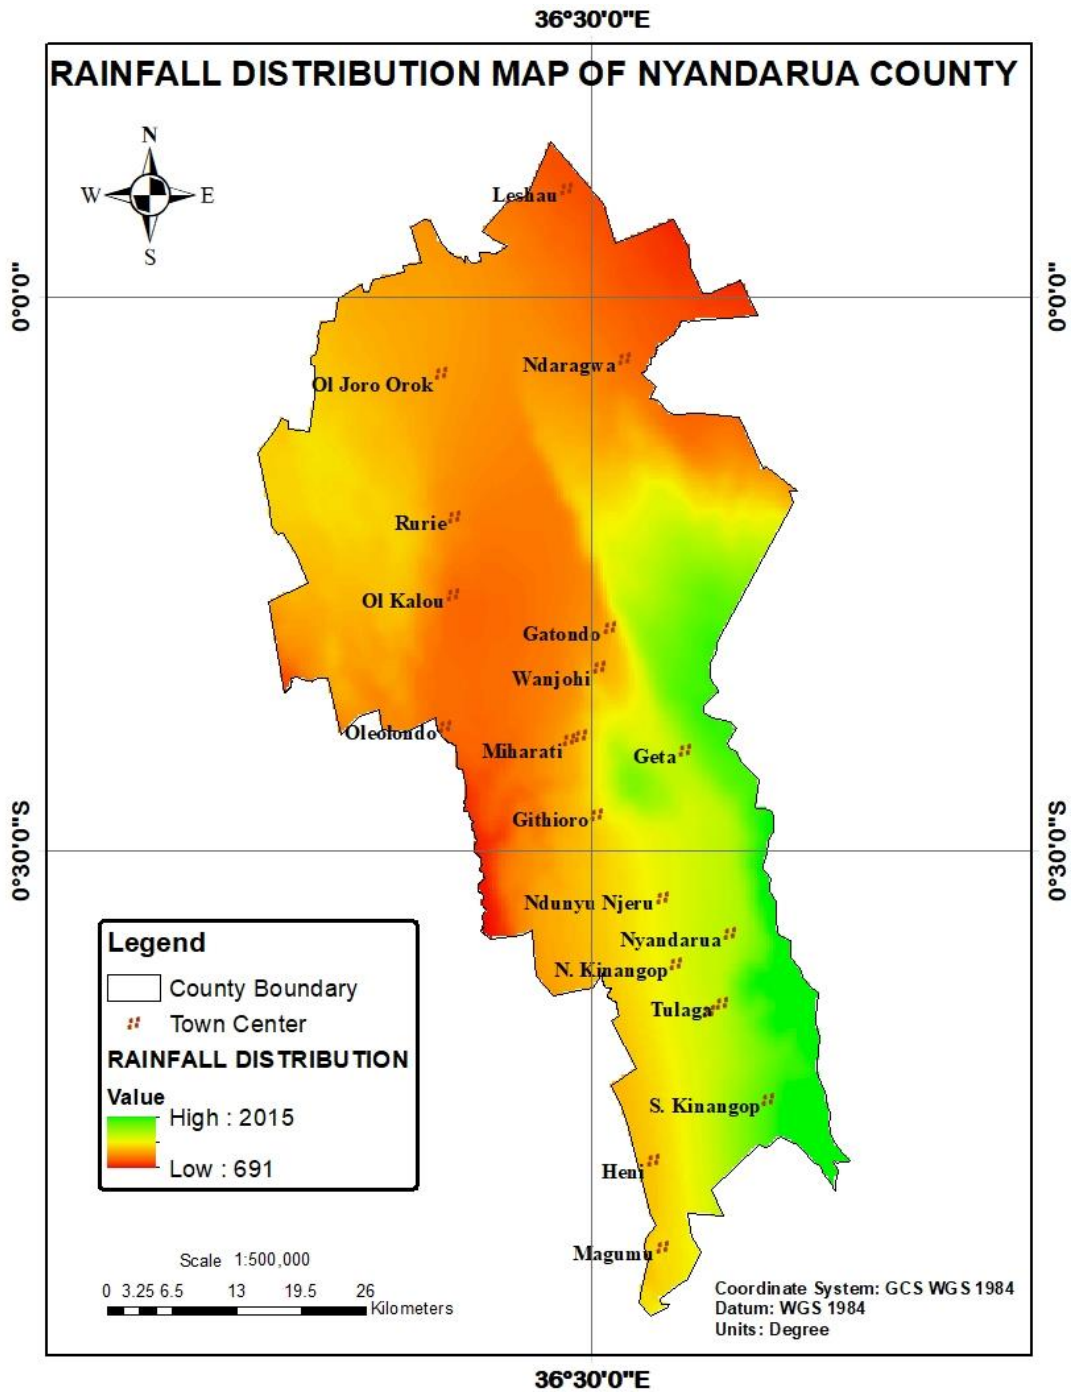 36°30'0"E
RAINFALL DISTRIBUTION MAP OF NYANDARUA COUNTY
N
W E
S
Leshau
0°0'0" 0°0'0"
Ndaragwa
Ol Joro Orok
Rurie
Ol Kalou
Gatondo
Wanjohi
Oleolondo
Miharati
Geta
Githioro
0°30'0"S 0°30'0"S
Ndunyu Njeru
Nyandarua
N. Kinangop
Tulaga
S. Kinangop
Heni
Magumu
Legend
County Boundary
Town Center
RAINFALL DISTRIBUTION
Value
High : 2015
Low : 691
Scale 1:500,000
0 3.25 6.5 13 19.5 26
Kilometers
Coordinate System: GCS WGS 1984
Datum: WGS 1984
Units: Degree
36°30'0"E